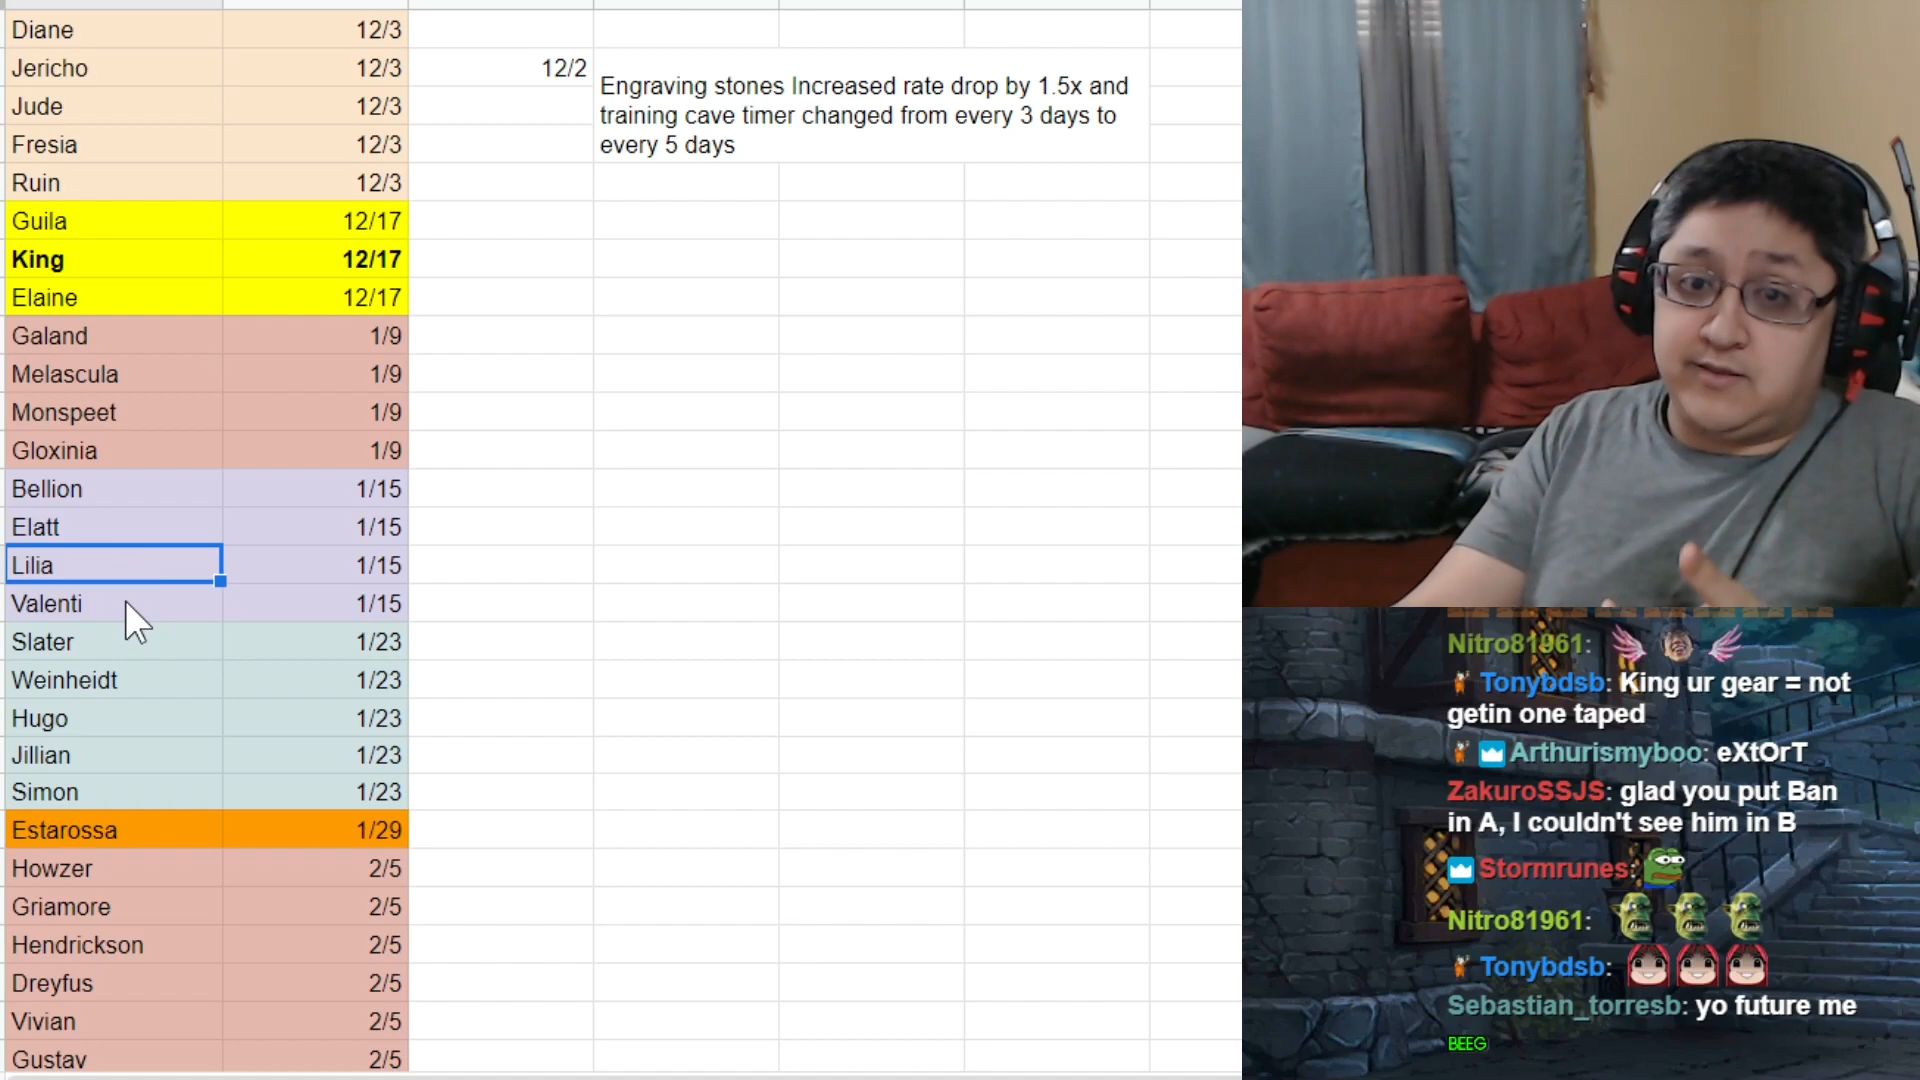 Diane 12/3
Jericho 12/3 12/2
Engraving stones Increased rate drop by 1.5x and
training cave timer changed from every 3 days to
every 5 days
Jude 12/3
Fresia 12/3
Ruin 12/3
Guila 12/17
King 12/17
Elaine 12/17
Galand 1/9
Melascula 1/9
Monspeet 1/9
Gloxinia 1/9
Bellion 1/15
Elatt 1/15
Lilia 1/15
Valenti 1/15
Slater 1/23
Weinheidt 1/23
Hugo 1/23
Jillian 1/23
Simon 1/23
Estarossa 1/29
Howzer 2/5
Griamore 2/5
Hendrickson 2/5
Dreyfus 2/5
Vivian 2/5
Gustav 2/5
Nitro81961:
Tonybdsb: King ur gear = not
getin one taped
Arthurismyboo: eXtOrT
ZakuroSSJS: glad you put Ban
in A, I couldn't see him in B
Stormrunes:
Nitro81961:
Tonybdsb:
Sebastian_torresb: yo future me
BEEG